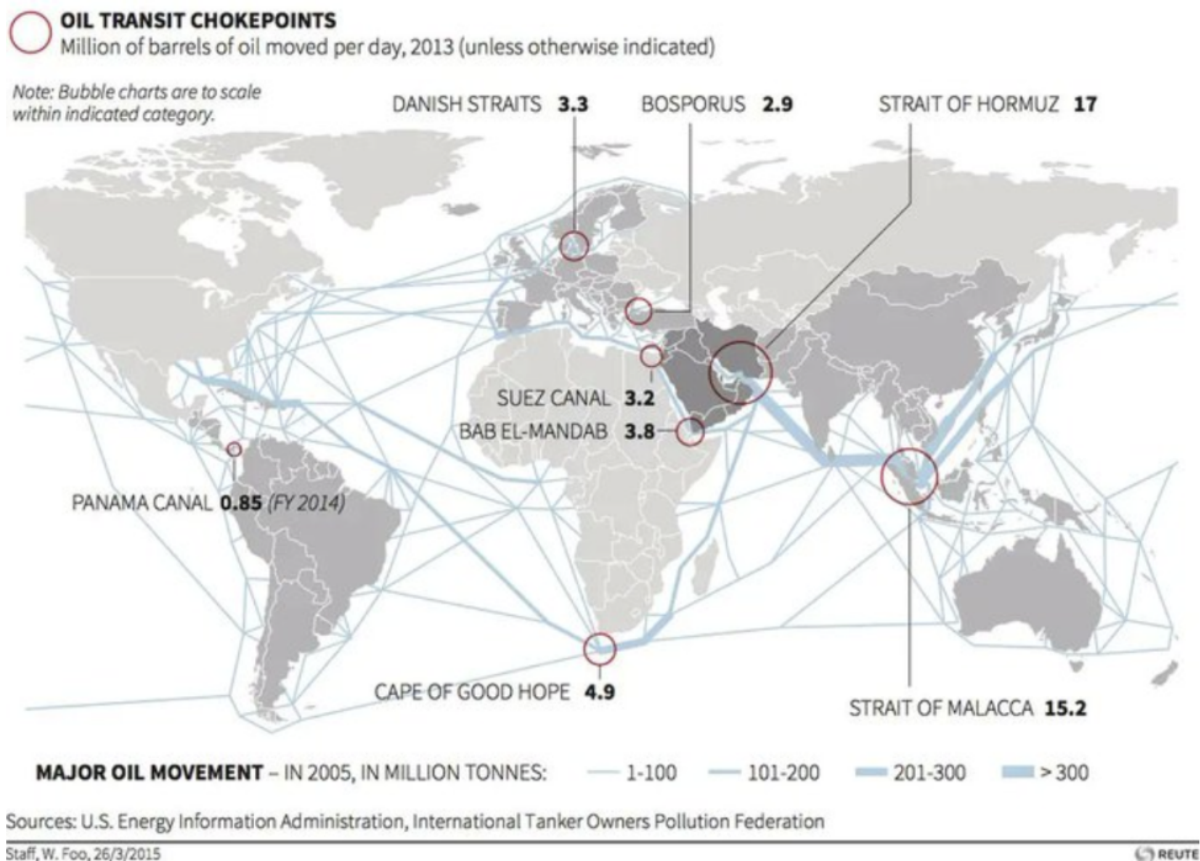 OIL TRANSIT CHOKEPOINTS
Million of barrels of oil moved per day, 2013 (unless otherwise indicated)
Note: Bubble charts are to scale
within indicated category.
DANISH STRAITS 3.3
BOSPORUS 2.9
STRAIT OF HORMUZ 17
SUEZ CANAL 3.2
BAB EL-MANDAB 3.8
PANAMA CANAL 0.85 (FY 2014)
CAPE OF GOOD HOPE 4.9
STRAIT OF MALACCA 15.2
MAJOR OIL MOVEMENT – IN 2005, IN MILLION TONNES: 1-100 101-200 201-300 > 300
Sources: U.S. Energy Information Administration, International Tanker Owners Pollution Federation
Staff, W. Foo, 26/3/2015
REUTE